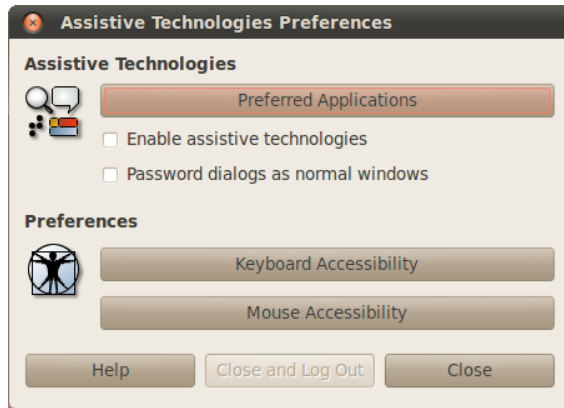 Assistive Technologies Preferences
Assistive Technologies
Preferred Applications
Enable assistive technologies
Password dialogs as normal windows
Preferences
Keyboard Accessibility
Mouse Accessibility
Help Close and Log Out Close